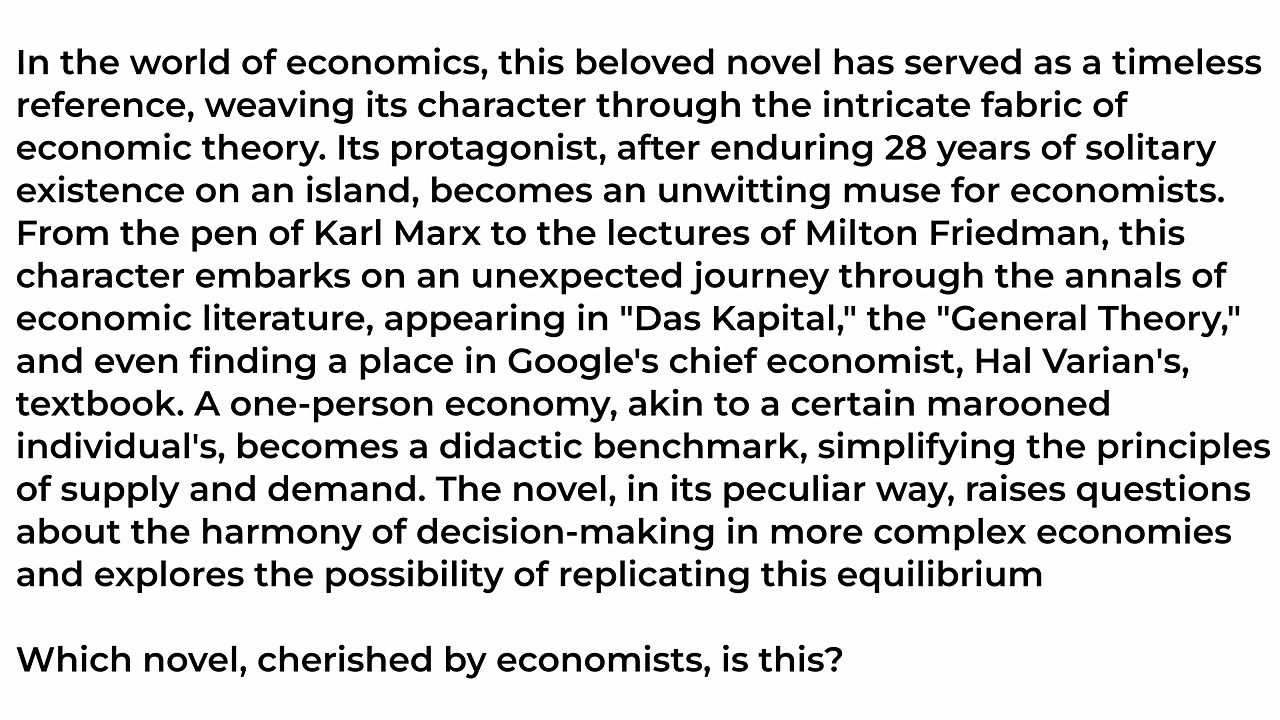 In the world of economics, this beloved novel has served as a timeless
reference, weaving its character through the intricate fabric of
economic theory. Its protagonist, after enduring 28 years of solitary
existence on an island, becomes an unwitting muse for economists.
From the pen of Karl Marx to the lectures of Milton Friedman, this
character embarks on an unexpected journey through the annals of
economic literature, appearing in "Das Kapital," the "General Theory,"
and even finding a place in Google's chief economist, Hal Varian's,
textbook. A one-person economy, akin to a certain marooned
individual's, becomes a didactic benchmark, simplifying the principles
of supply and demand. The novel, in its peculiar way, raises questions
about the harmony of decision-making in more complex economies
and explores the possibility of replicating this equilibrium
Which novel, cherished by economists, is this?